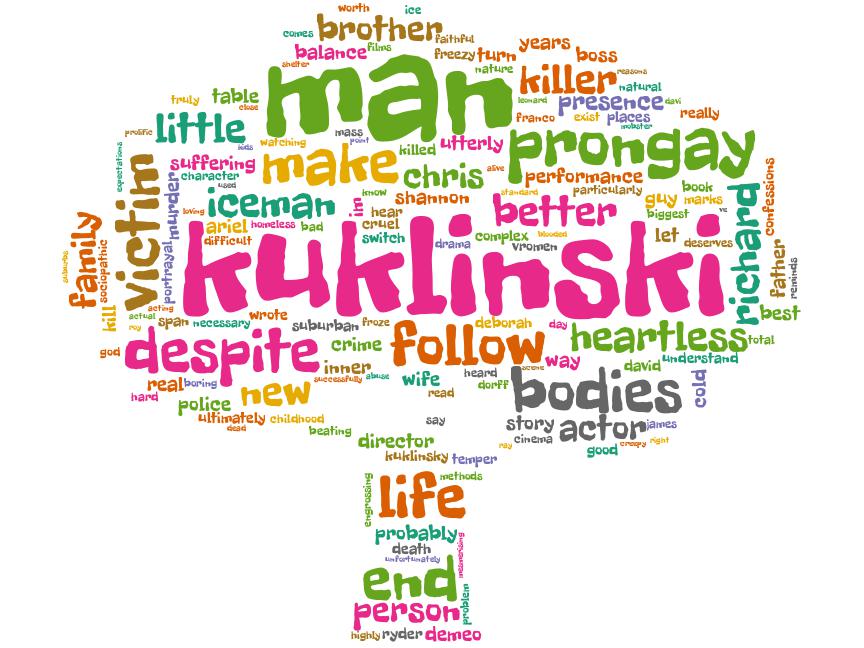 worth ice
comes brother faithful
balance films freezy turn years boss
shelter man nature killer reasons
truly table close natural
leonard presence davi
prolific little kids franco exist places mobster really
mass point watching killed utterly prongay
expectations suffering make chris alive performance
character used know standard particularly book
victim murder iceman im shannon better guy marks richard confessions
loving ariel homeless bad hear cruel biggest ve
difficult switch drama complex blooded let deserves
vromen
family suburbs sociopathic portrayal kuklinski father reminds
kill acting actual roy span necessary wrote suburban froze deborah day best
god despite crime follow heartless total
inner scene way david understand
real boring successfully abuse wife heard dorff bodies cold
hard new read
police ultimately childhood story actor james
dead beating say ray cinema creepy right
director good
kuklinsky temper
engrossing life methods
probably mesmerising
death
unfortunately
end problem
person
highly ryder demeo